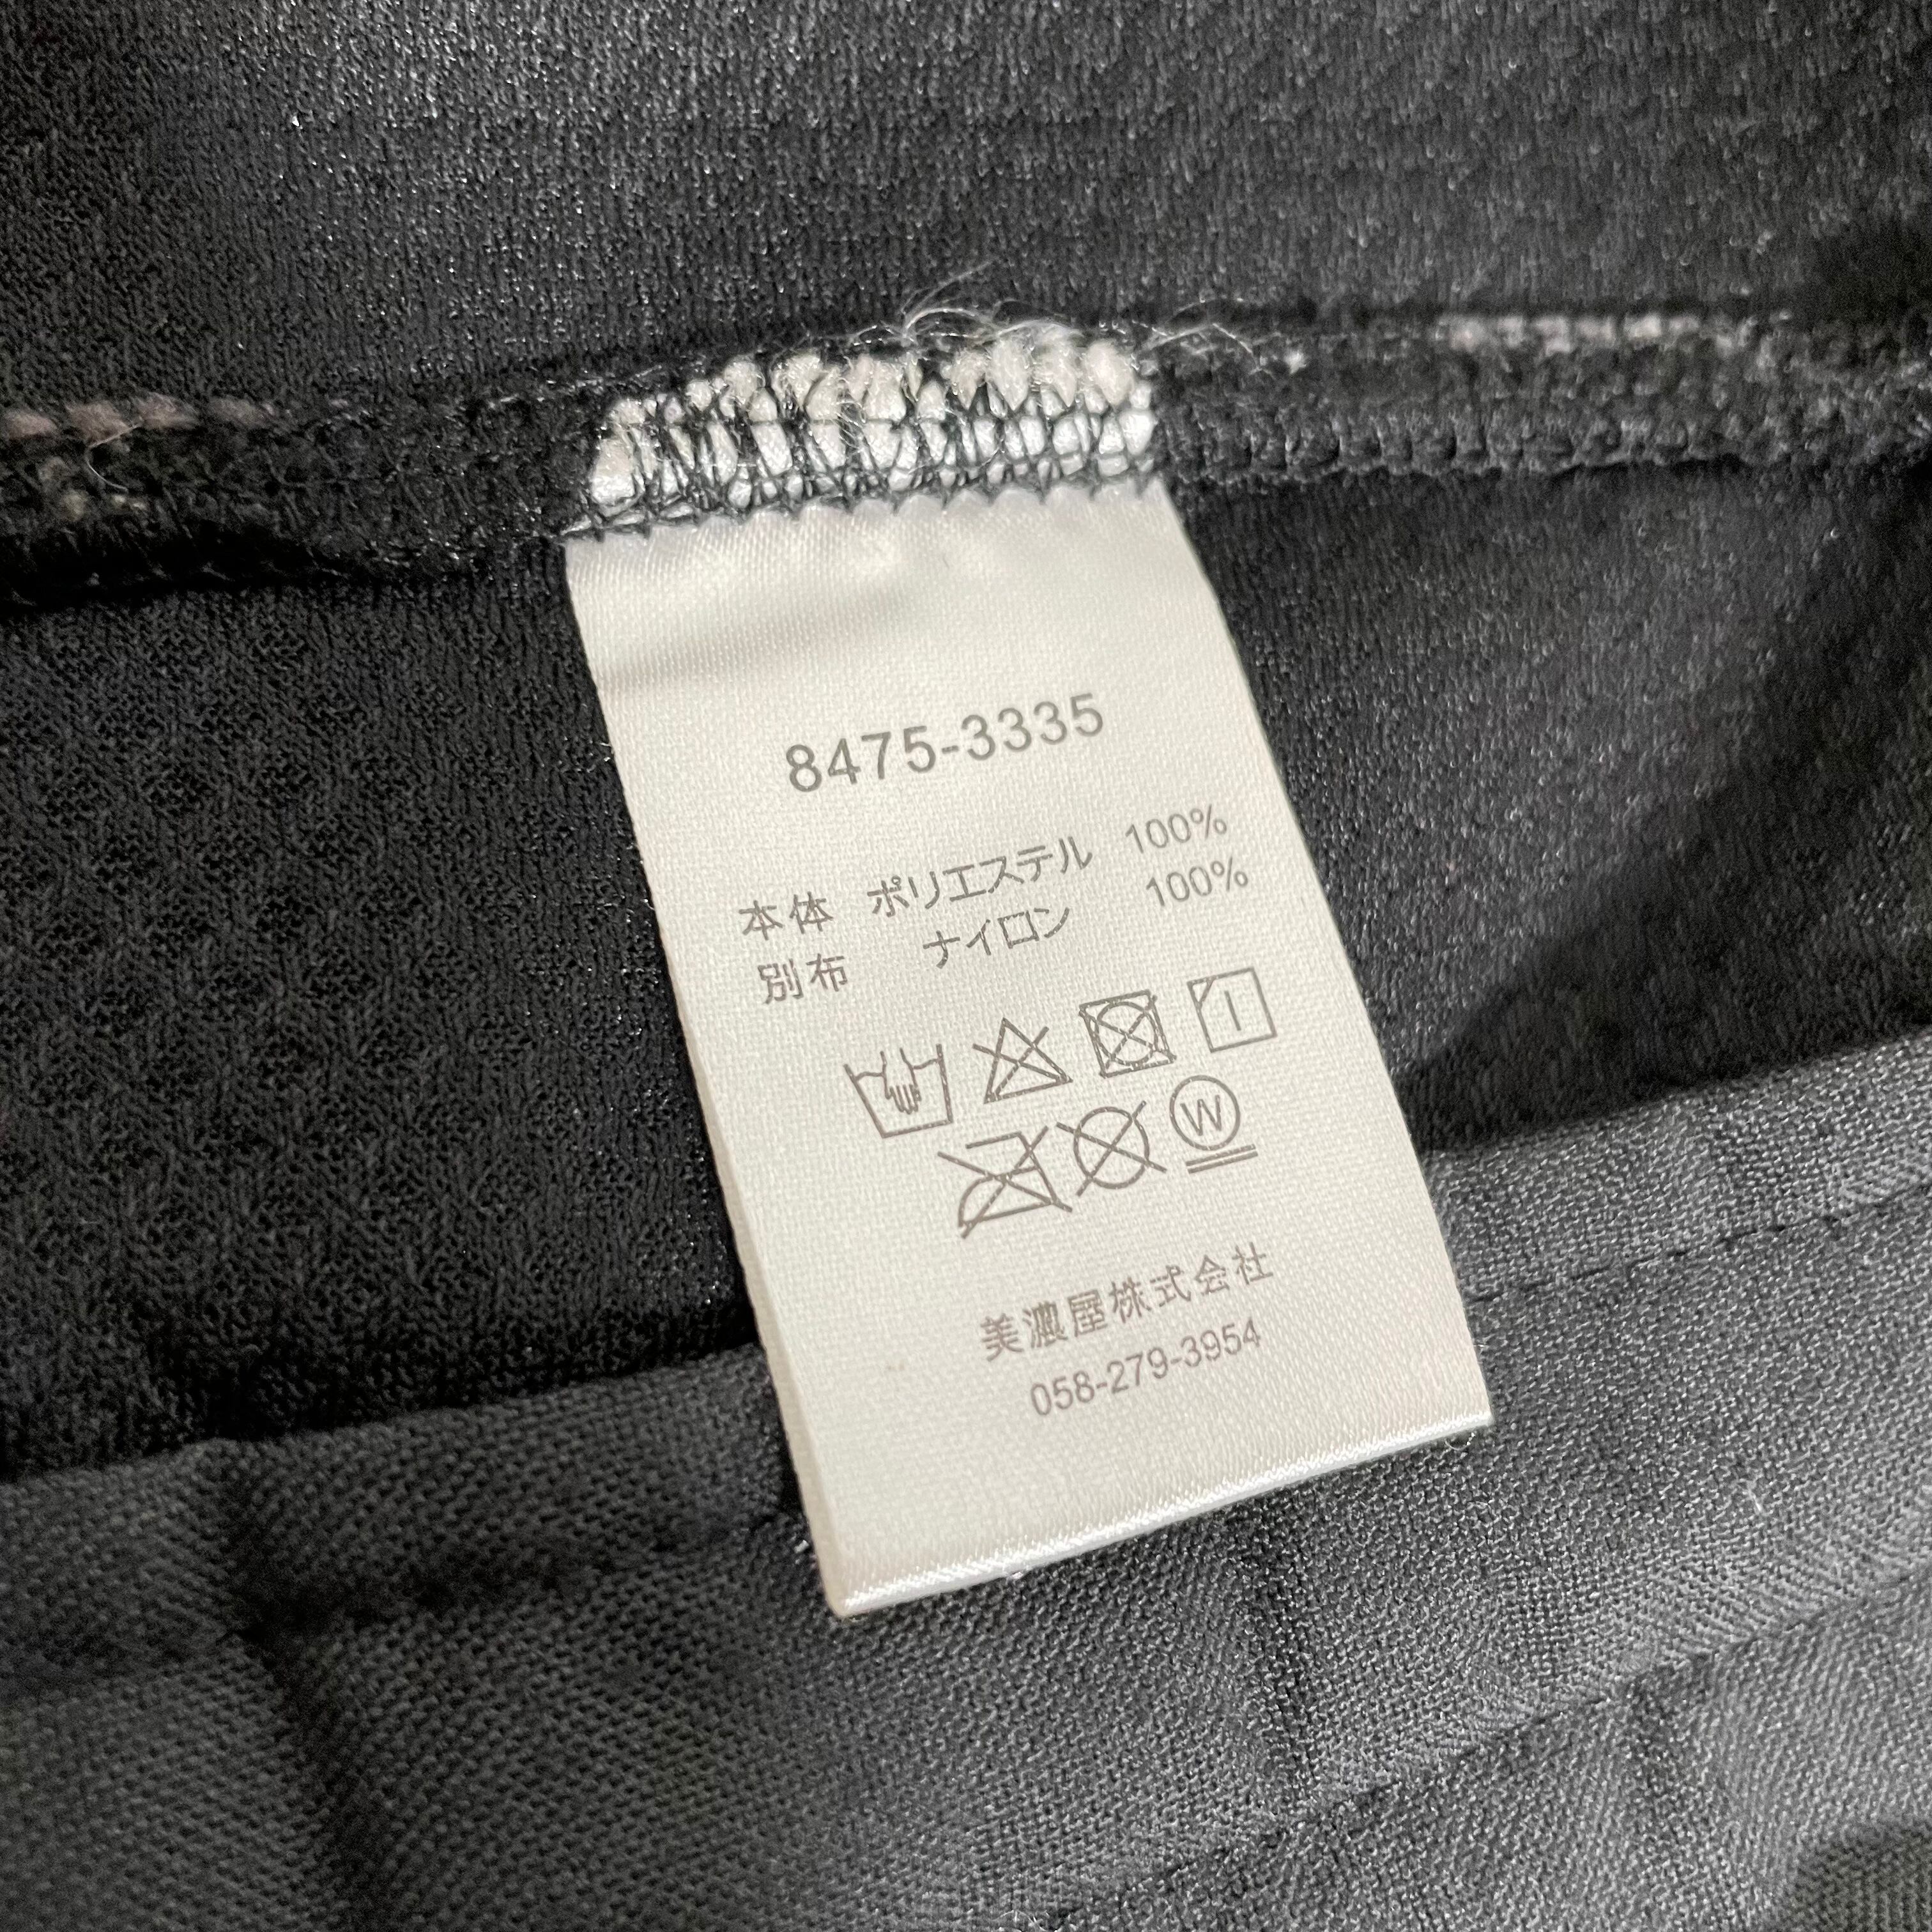 8475-3335
本体 ポリエステル 100%
別布 ナイロン 100%
W
美濃屋株式会社
058-279-3954